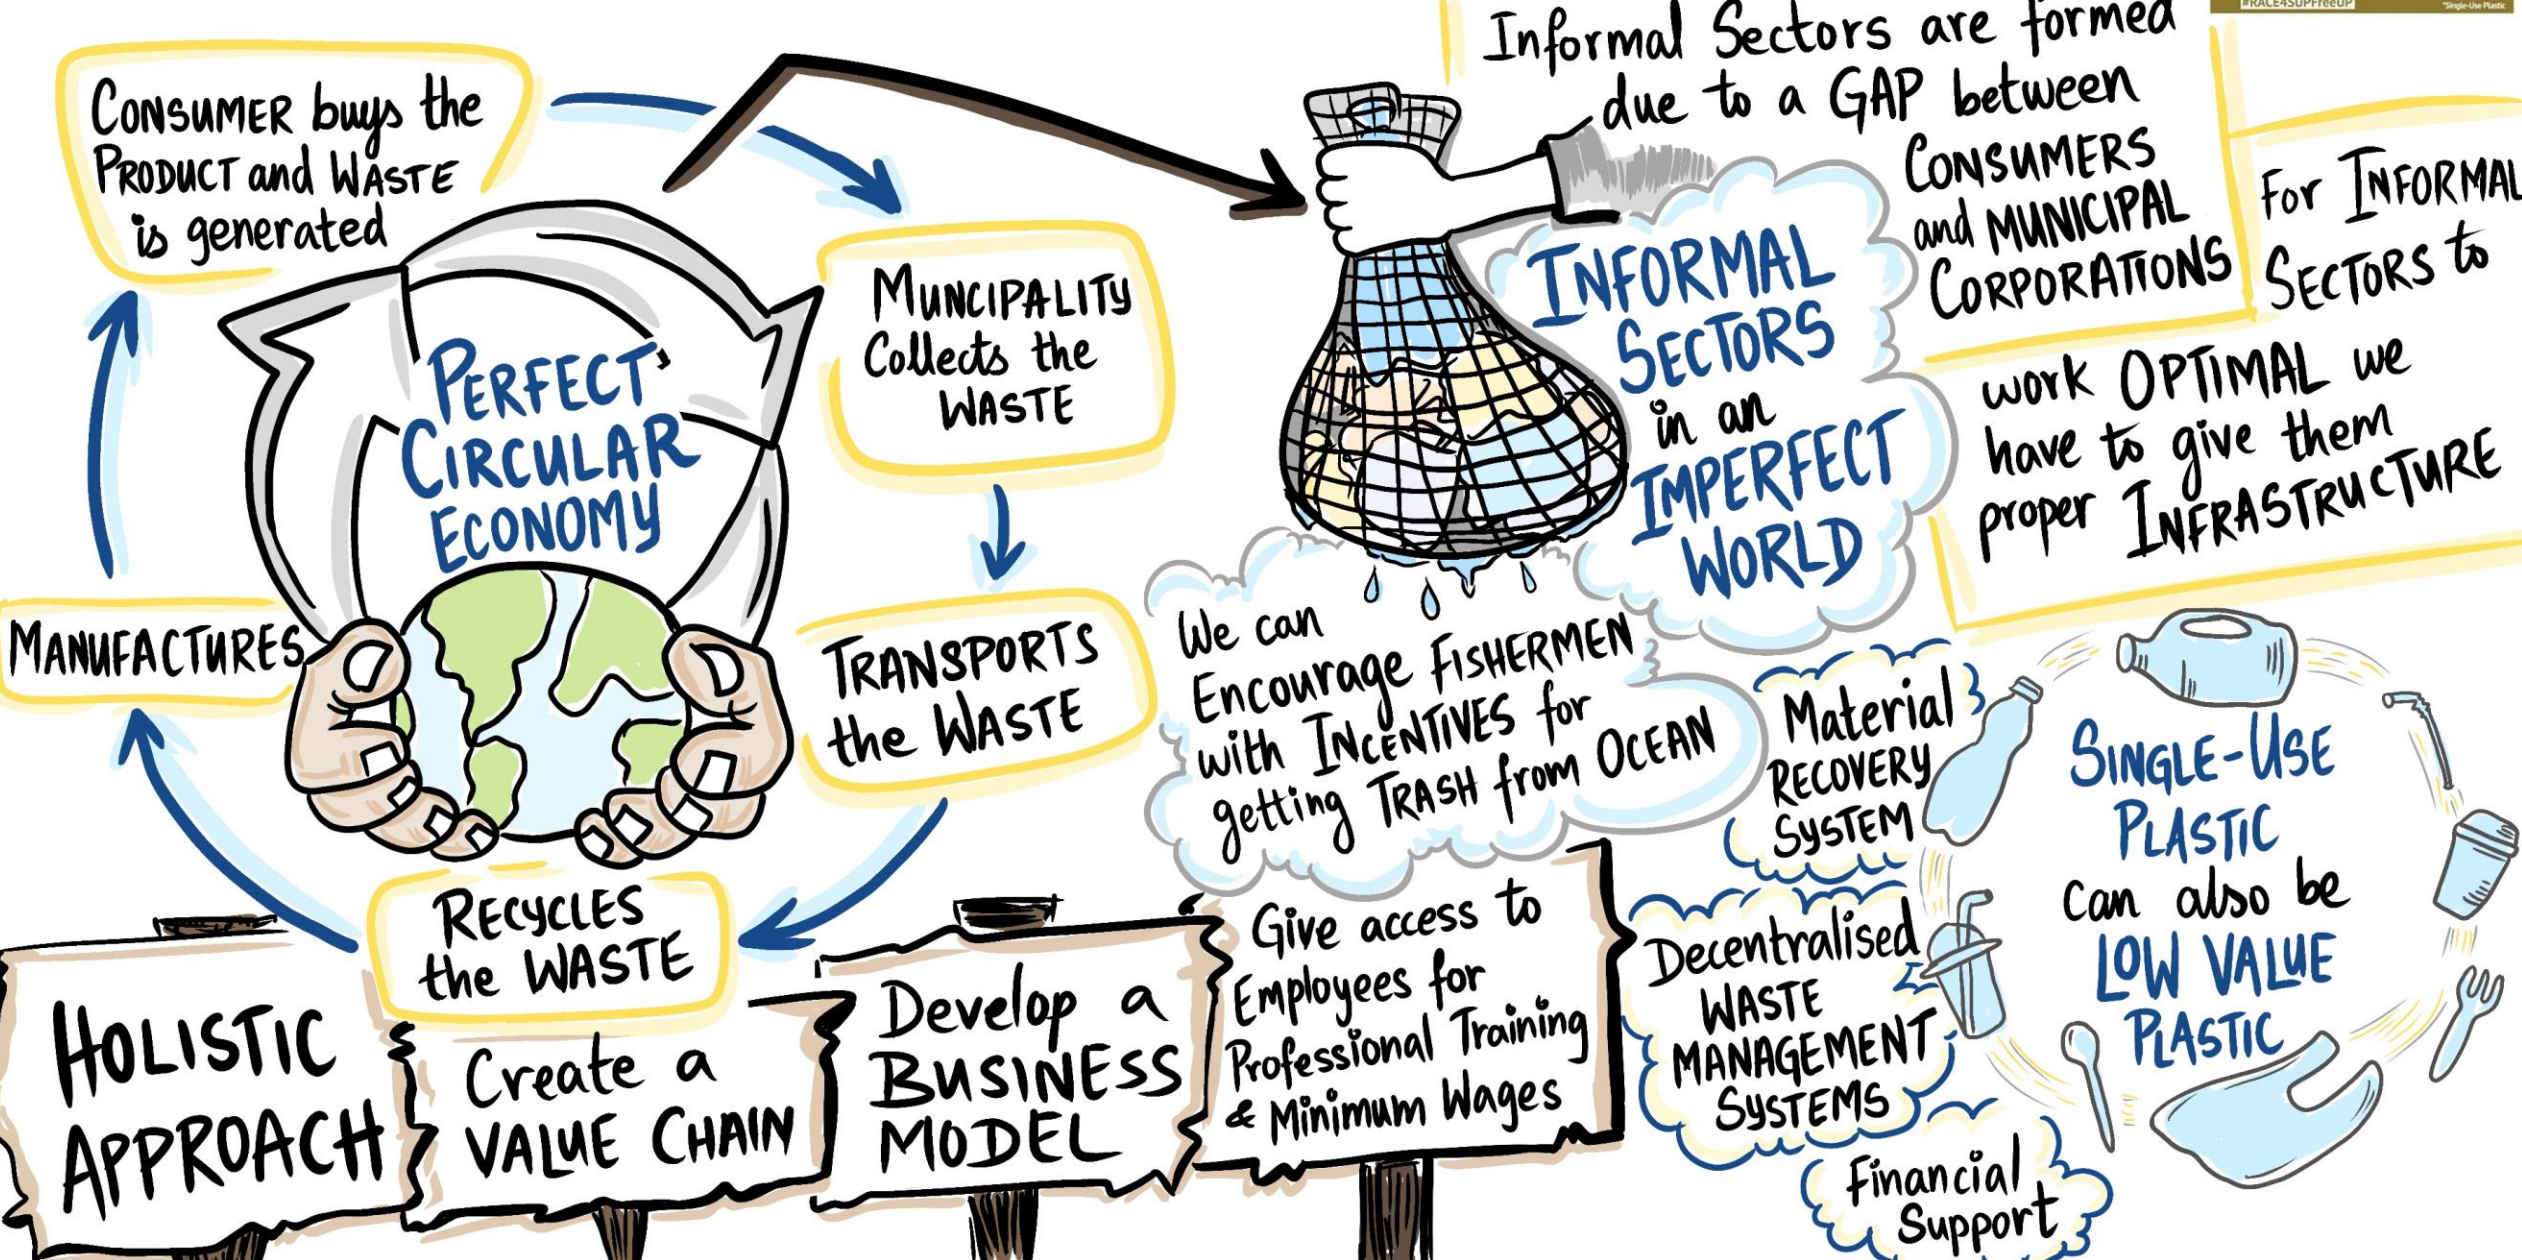 #RACE4SUPFreeUP
*Single-Use Plastic
CONSUMER buys the
PRODUCT and WASTE
is generated
MUNCIPALITY
Collects the
WASTE
TRANSPORTS
the WASTE
RECYCLES
the WASTE
MANUFACTURES
PERFECT
CIRCULAR
ECONOMY
Informal Sectors are formed
due to a GAP between
CONSUMERS
and MUNICIPAL
CORPORATIONS
INFORMAL
SECTORS
in an
IMPERFECT
WORLD
For INFORMAL
SECTORS to
work OPTIMAL we
have to give them
proper INFRASTRUCTURE
We can
Encourage FISHERMEN
with INCENTIVES for
getting TRASH from OCEAN
Material
RECOVERY
SYSTEM
Decentralised
WASTE
MANAGEMENT
SYSTEMS
Financial
Support
SINGLE-USE
PLASTIC
can also be
LOW VALUE
PLASTIC
HOLISTIC
APPROACH
Create a
VALUE CHAIN
Develop a
BUSINESS
MODEL
Give access to
Employees for
Professional Training
& Minimum Wages